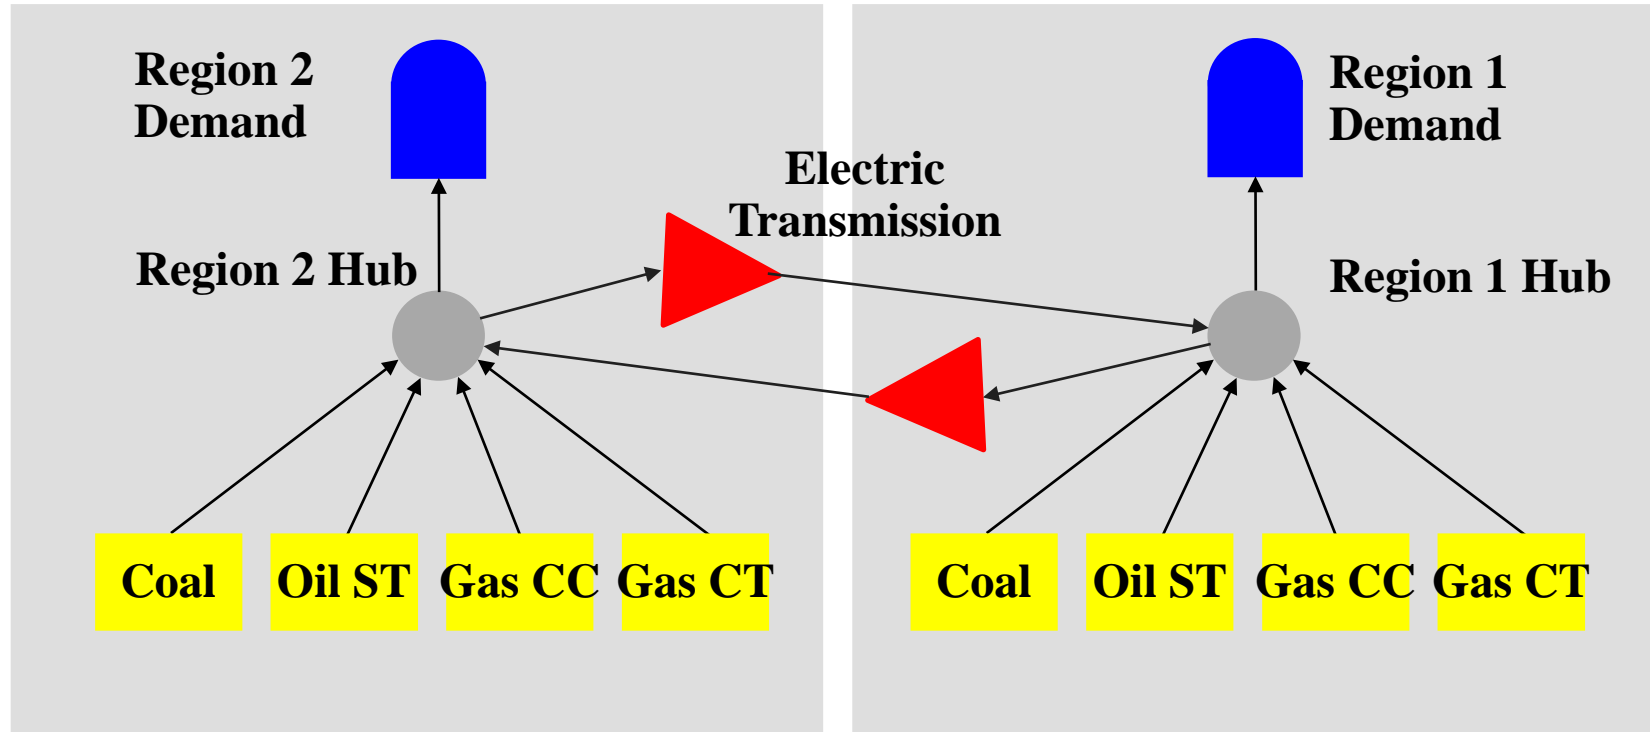 Region 2
Demand
Region 1
Demand
Electric
Transmission
Region 2 Hub
Region 1 Hub
Coal
Oil ST
Gas CC
Gas CT
Coal
Oil ST
Gas CC
Gas CT